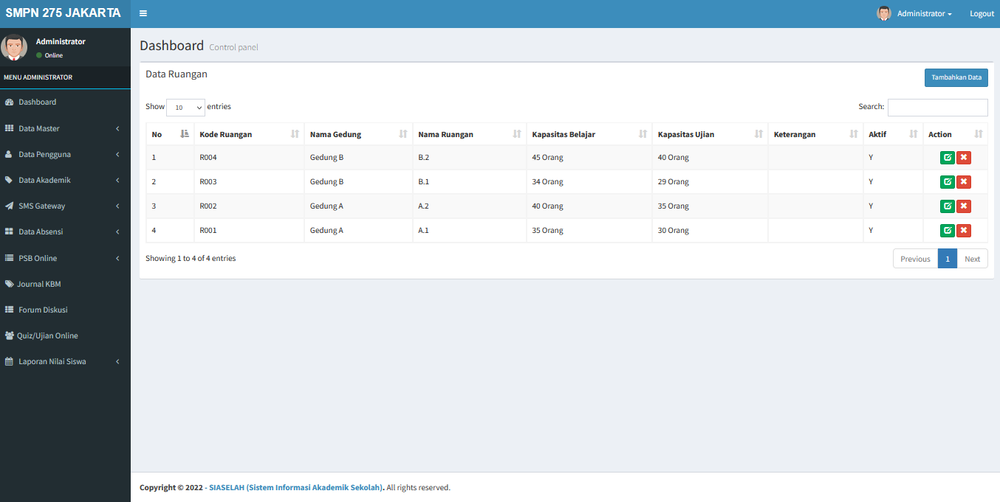 SMPN 275 JAKARTA
Administrator
Logout
Administrator
Online
MENU ADMINISTRATOR
Dashboard
Data Master
Data Pengguna
Data Akademik
SMS Gateway
Data Absensi
PSB Online
Journal KBM
Forum Diskusi
Quiz/Ujian Online
Laporan Nilai Siswa
Dashboard Control panel
Data Ruangan
Tambahkan Data
Show 10 entries
Search:
No Kode Ruangan Nama Gedung Nama Ruangan Kapasitas Belajar Kapasitas Ujian Keterangan Aktif Action
1 R004 Gedung B B.2 45 Orang 40 Orang Y
2 R003 Gedung B B.1 34 Orang 29 Orang Y
3 R002 Gedung A A.2 40 Orang 35 Orang Y
4 R001 Gedung A A.1 35 Orang 30 Orang Y
Showing 1 to 4 of 4 entries
Previous 1 Next
Copyright © 2022 - SIASELAH (Sistem Informasi Akademik Sekolah). All rights reserved.